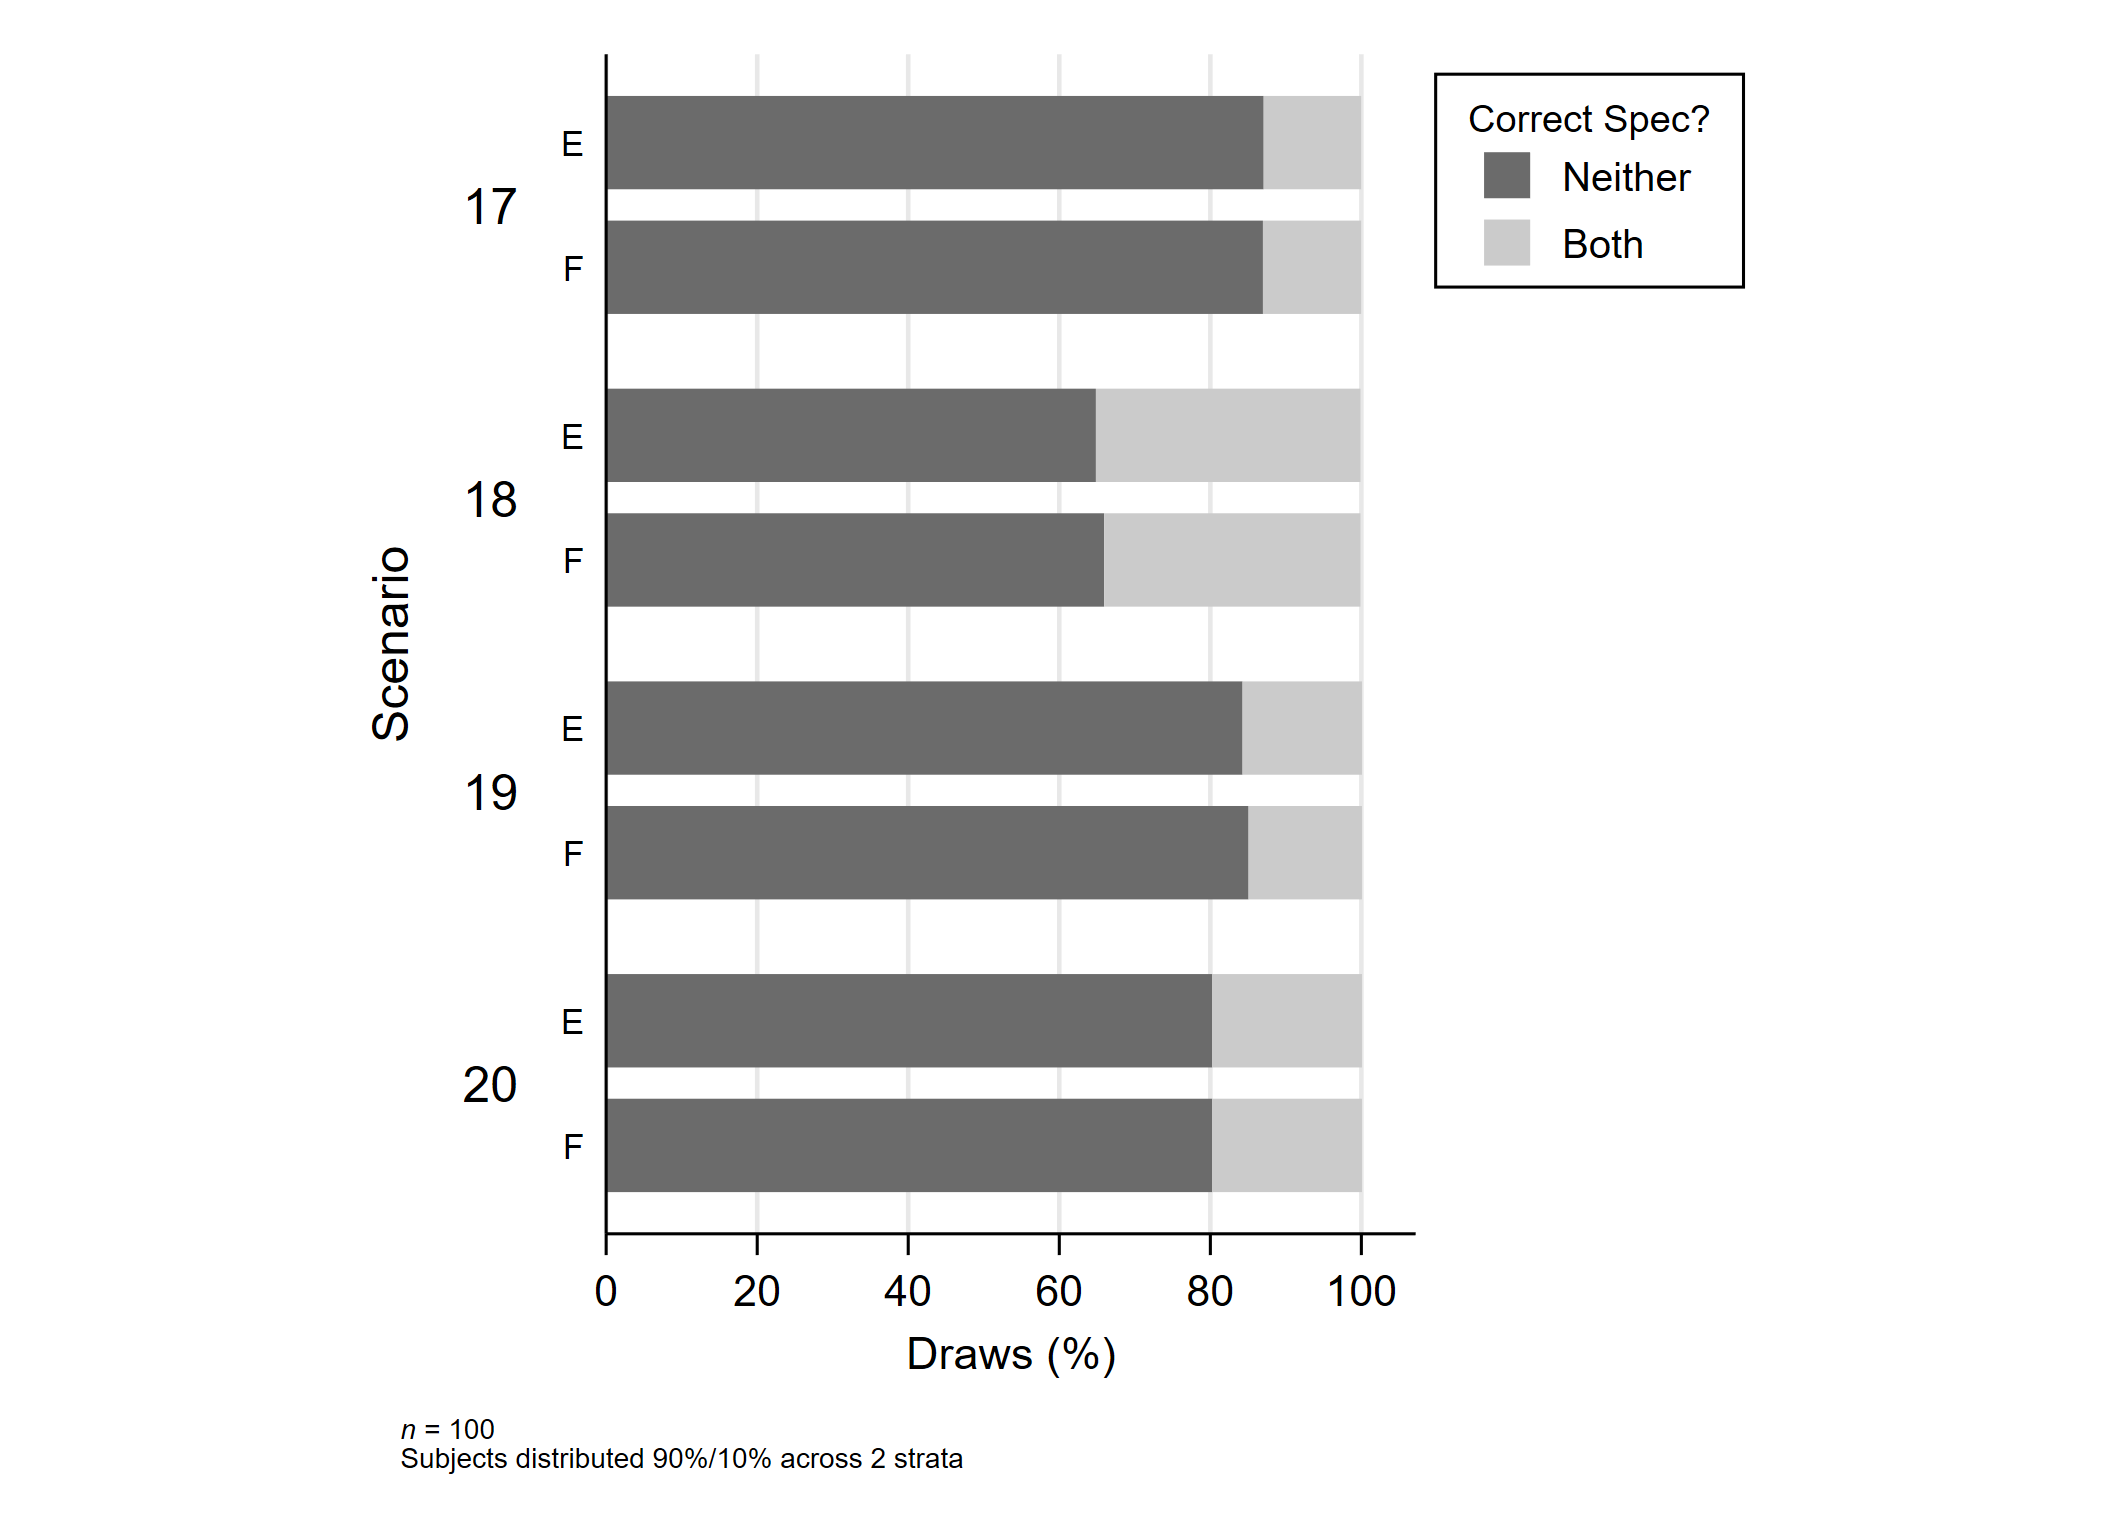 Correct Spec?
Neither
Both
Scenario
17
E
F
18
E
F
19
E
F
20
E
F
0 20 40 60 80 100
Draws (%)
n = 100
Subjects distributed 90%/10% across 2 strata